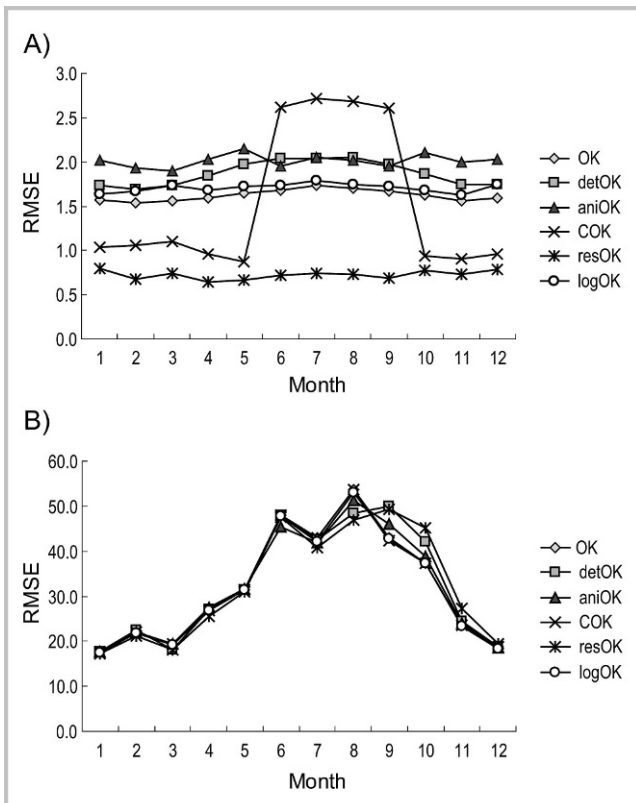 A)
3.0
2.5
2.0
1.5
1.0
0.5
0.0
RMSE
1 2 3 4 5 6 7 8 9 10 11 12
Month
OK
detOK
aniOK
COK
resOK
logOK
B)
60.0
50.0
40.0
30.0
20.0
10.0
0.0
RMSE
1 2 3 4 5 6 7 8 9 10 11 12
Month
OK
detOK
aniOK
COK
resOK
logOK